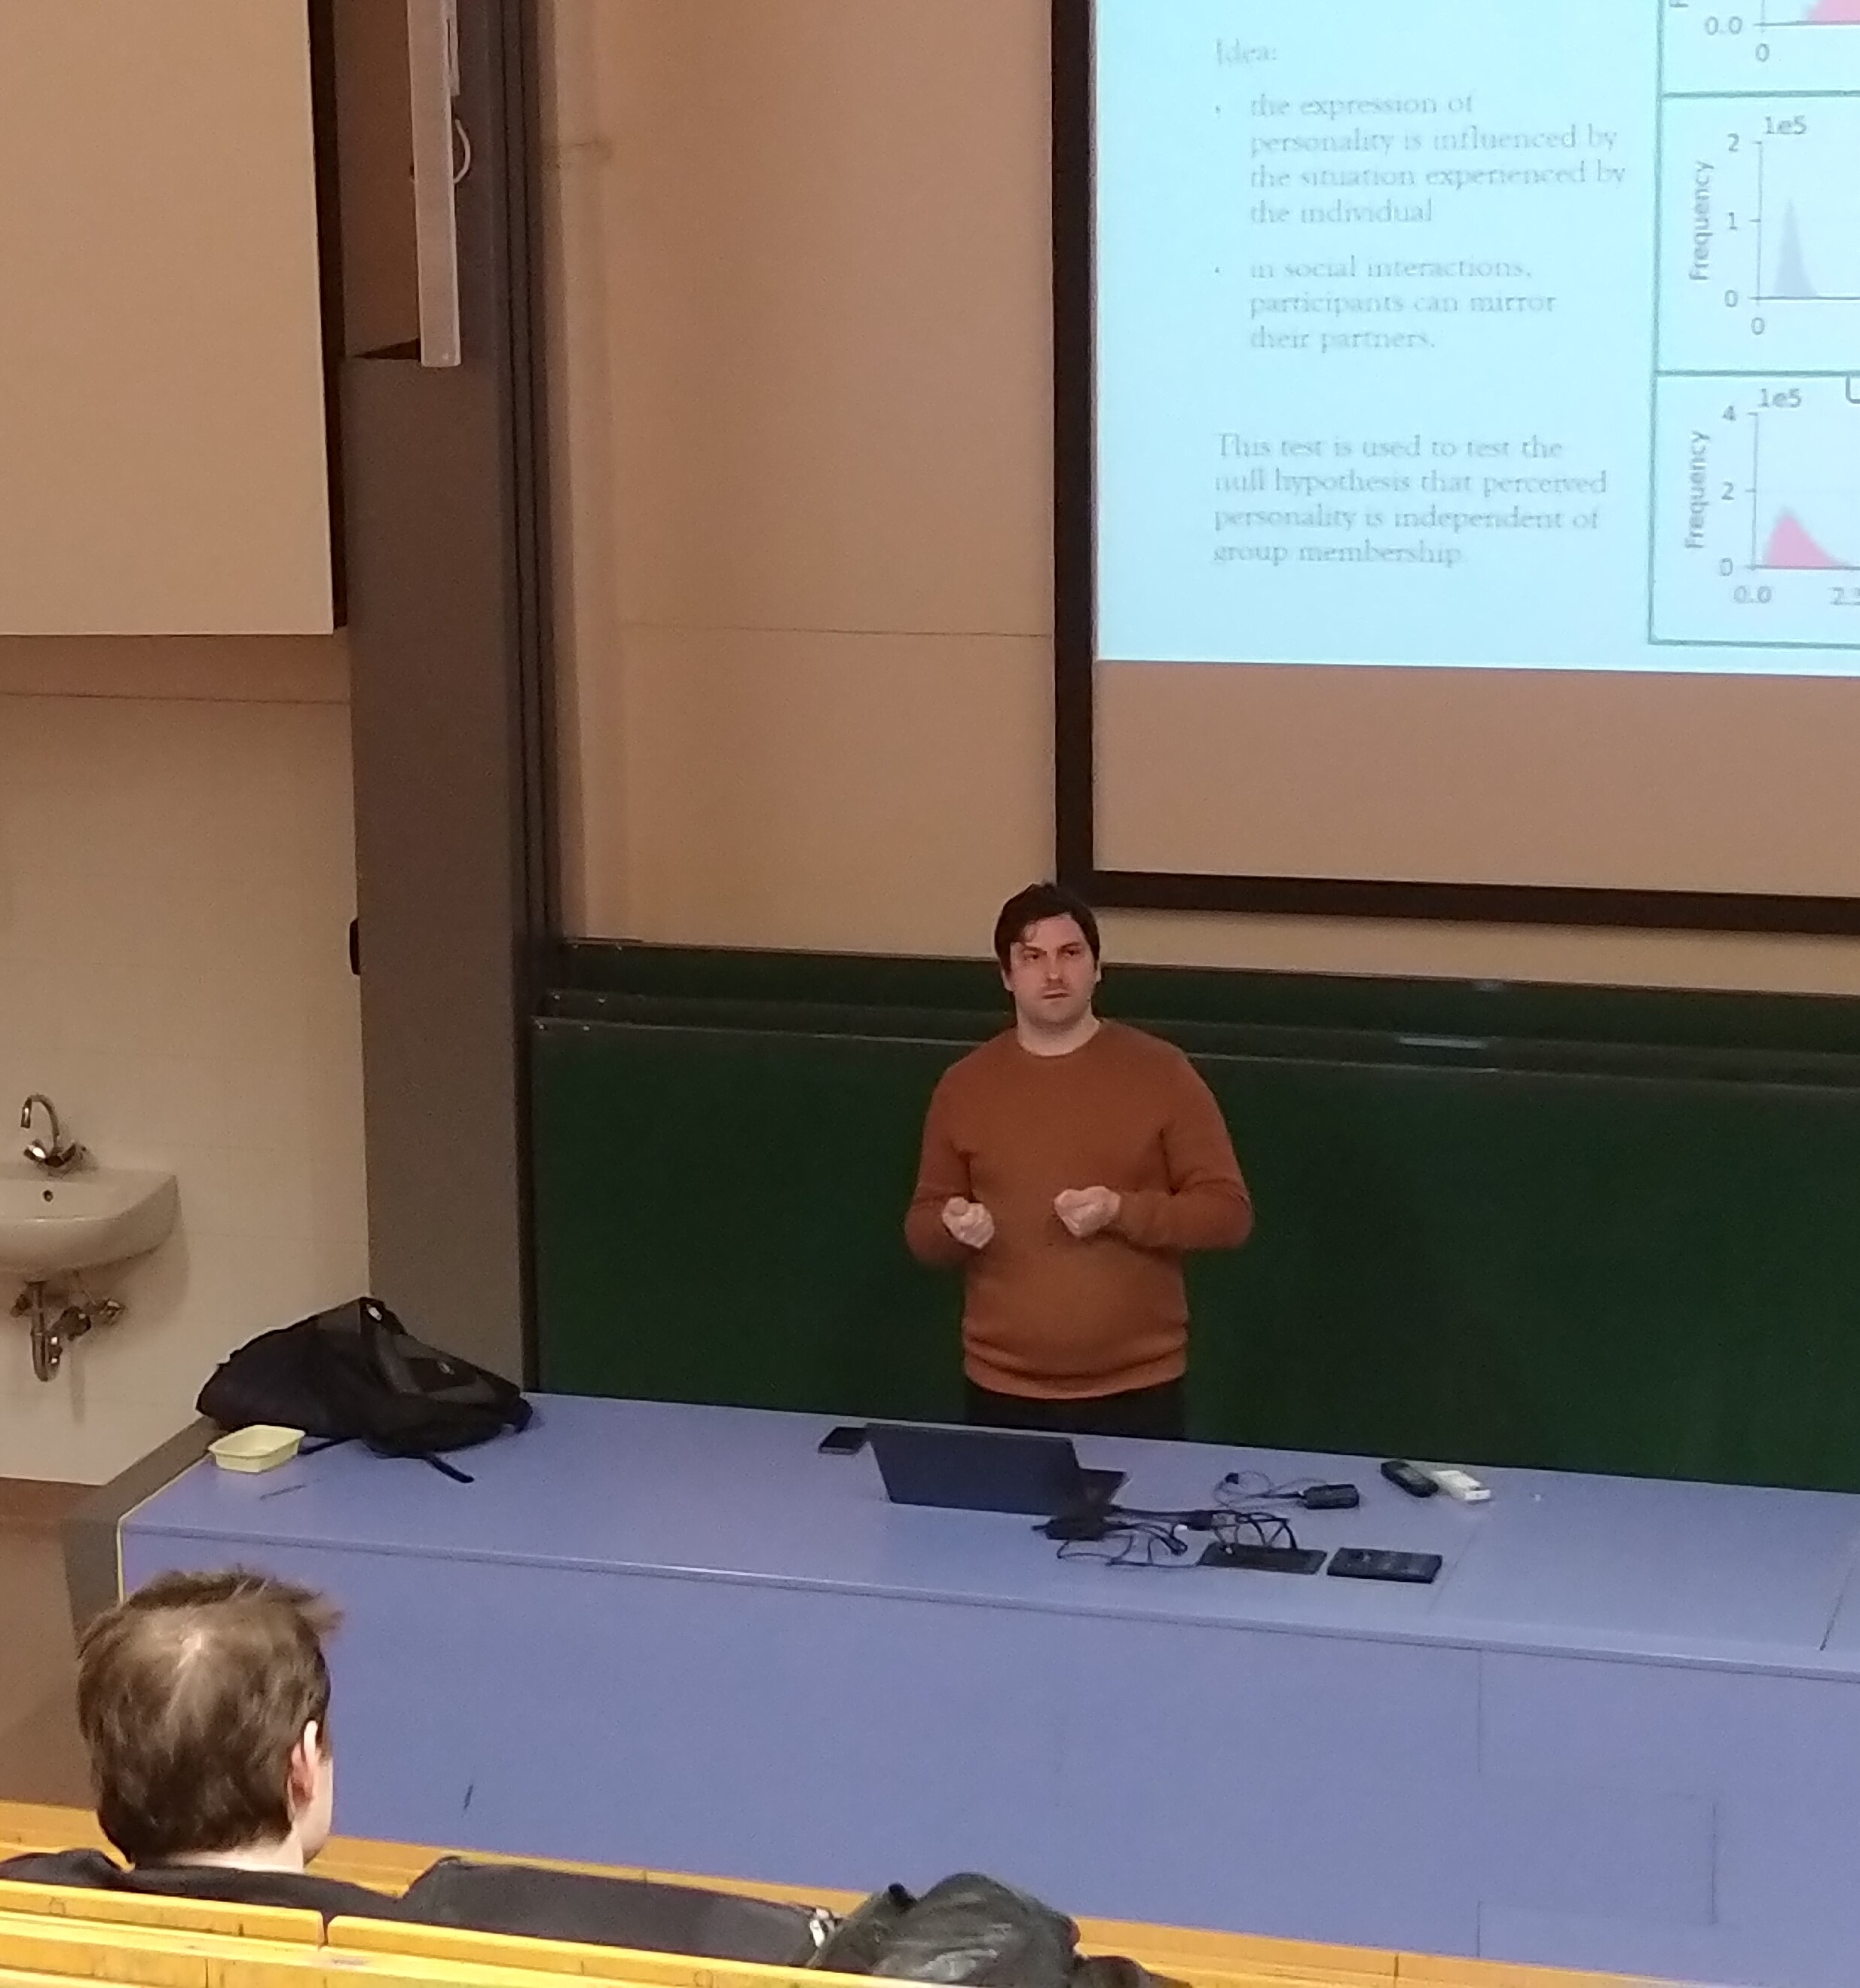 Idea:
• the expression of
personality is influenced by
the situation experienced by
the individual
• in social interactions,
participants can mirror
their partners.
This test is used to test the
null hypothesis that perceived
personality is independent of
group membership
0.0
0
1e5
2
Frequency
1
0
0
1e5
4
Frequency
2
0
0.0